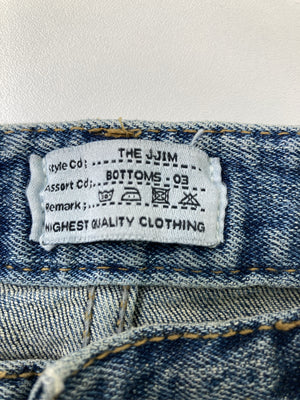 Style Cd; THE JJIM
Assort Cd; BOTTOMS - 03
Remark;
HIGHEST QUALITY CLOTHING